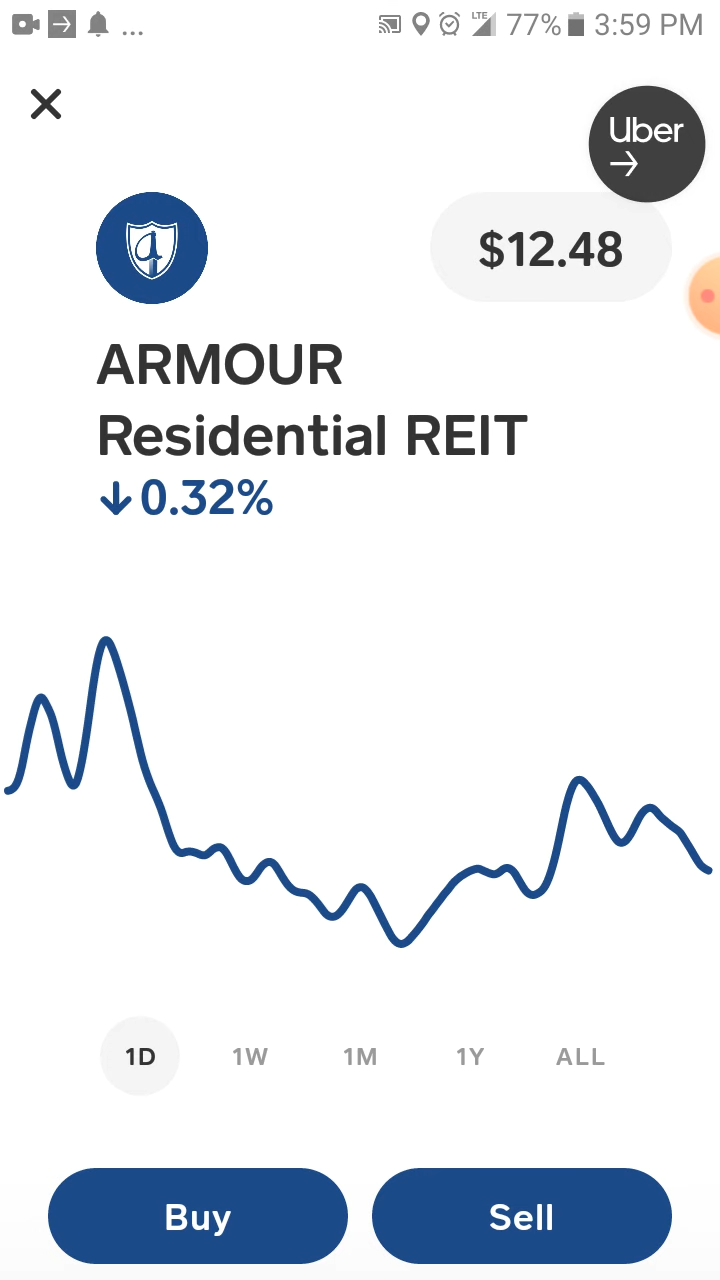 ... LTE 77% 3:59 PM
Uber
$12.48
ARMOUR
Residential REIT
↓0.32%
1D 1W 1M 1Y ALL
Buy Sell